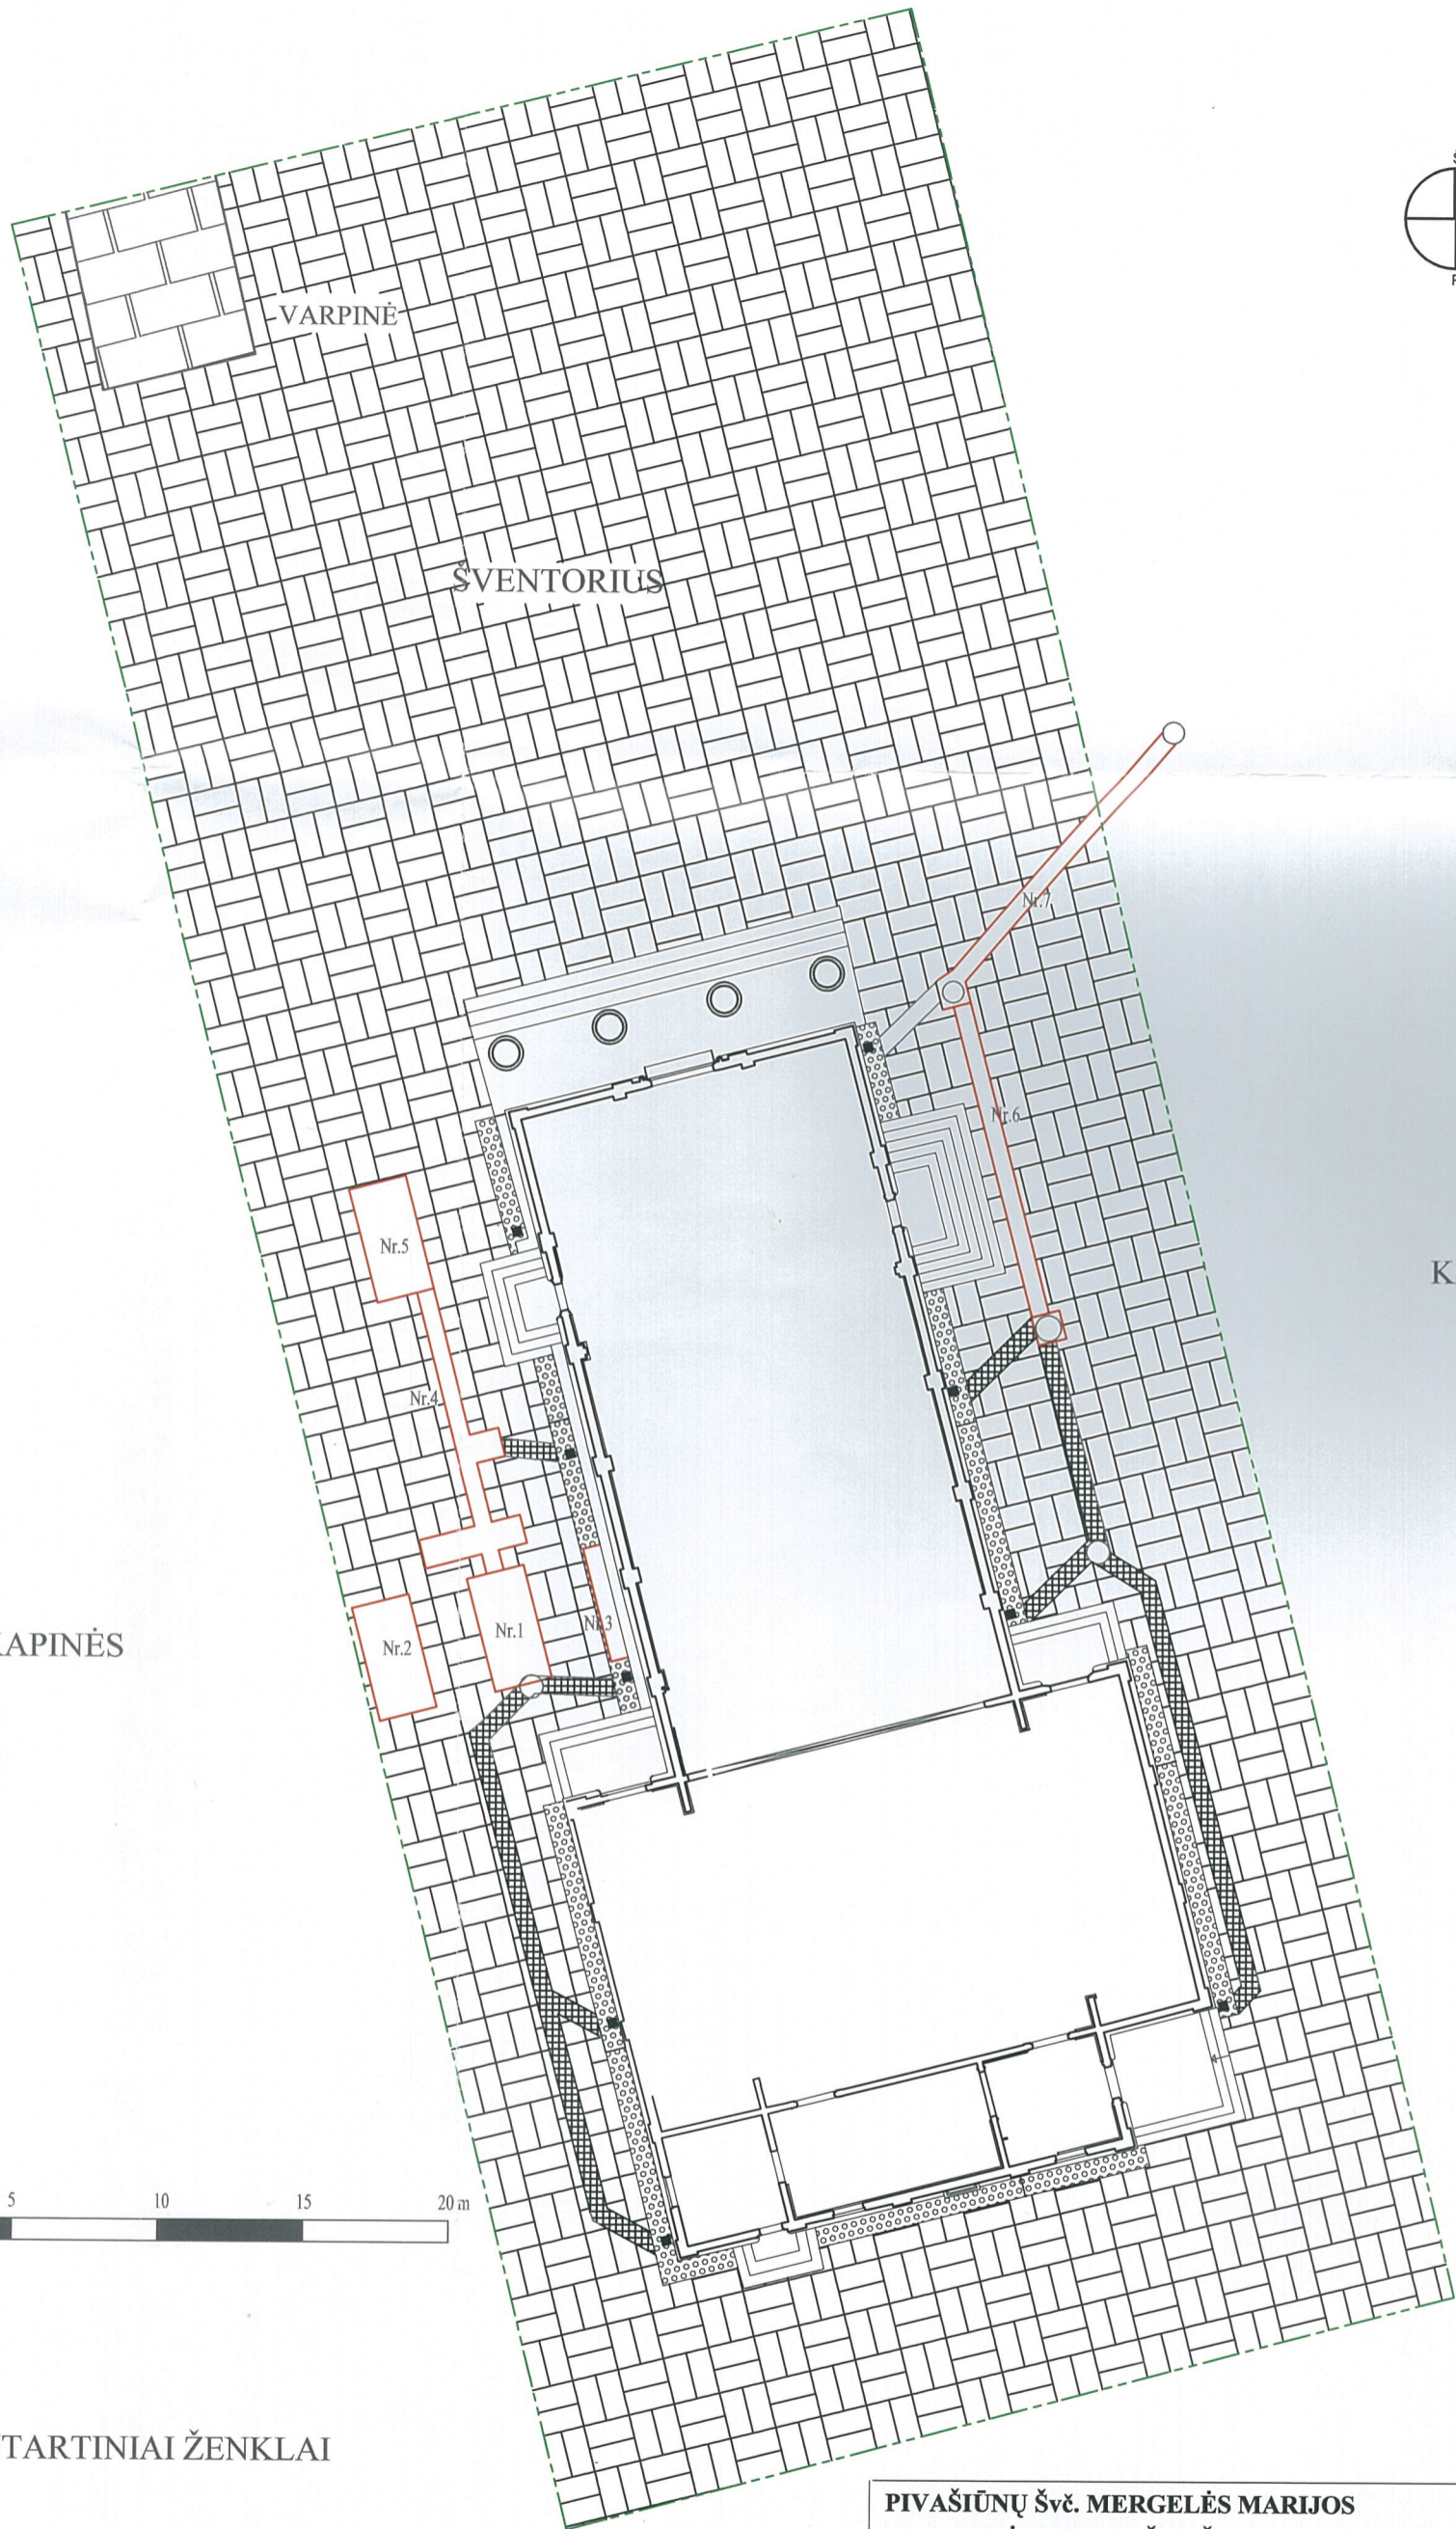 VARPINĖ
ŠVENTORIUS
Nr.7
Nr.6
Nr.5
K
Nr.4
Nr.3
Nr.1
Nr.2
KAPINĖS
5 10 15 20 m
TARTINIAI ŽENKLAI
PIVAŠIŪNŲ Švč. MERGELĖS MARIJOS